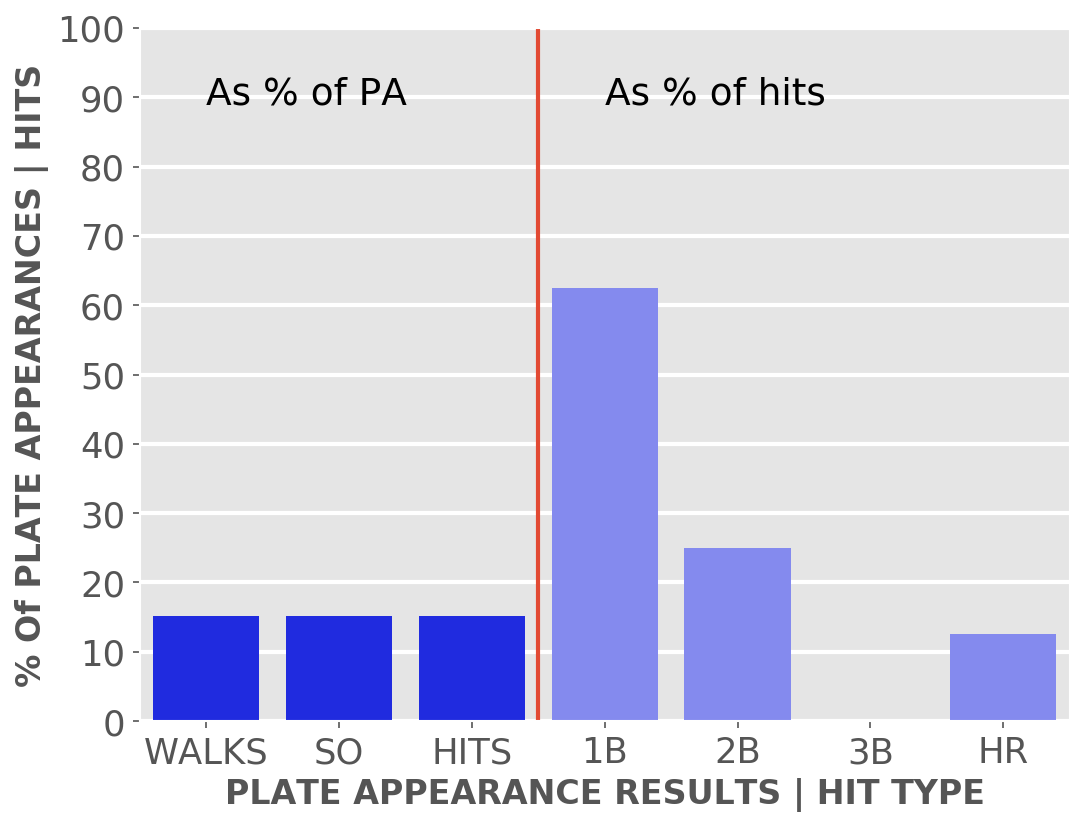 % Of PLATE APPEARANCES | HITS
100
90
80
70
60
50
40
30
20
10
0
As % of PA
As % of hits
WALKS SO HITS 1B 2B 3B HR
PLATE APPEARANCE RESULTS | HIT TYPE